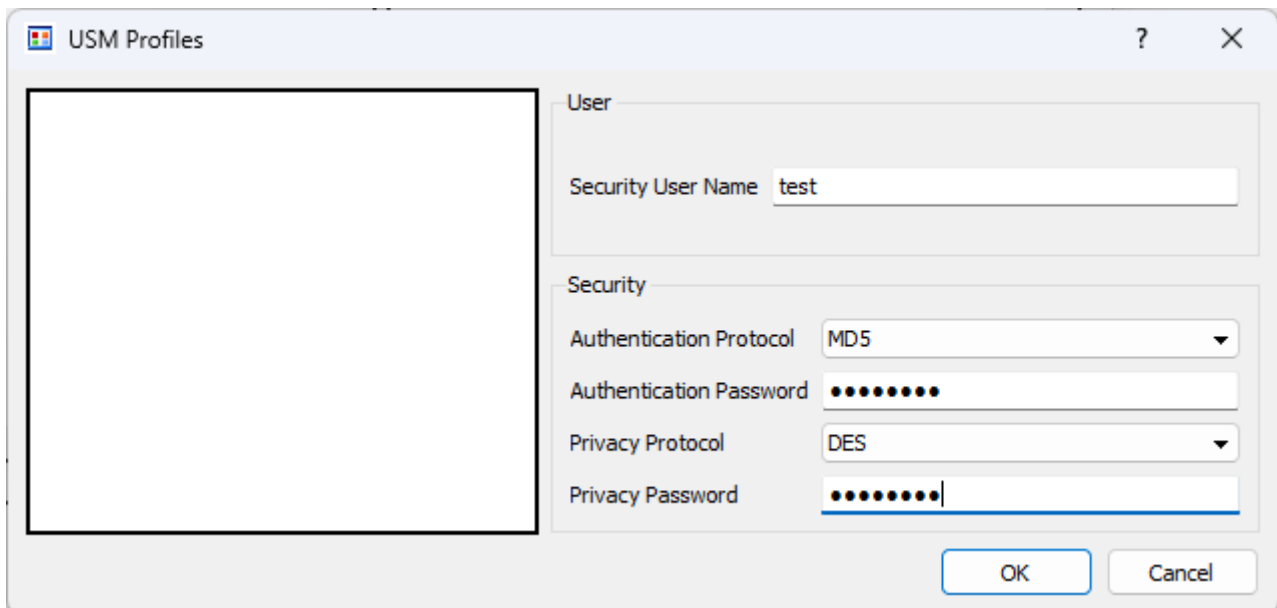 USM Profiles ?
User
Security User Name test
Security
Authentication Protocol MD5
Authentication Password ••••••••
Privacy Protocol DES
Privacy Password ••••••••
OK Cancel